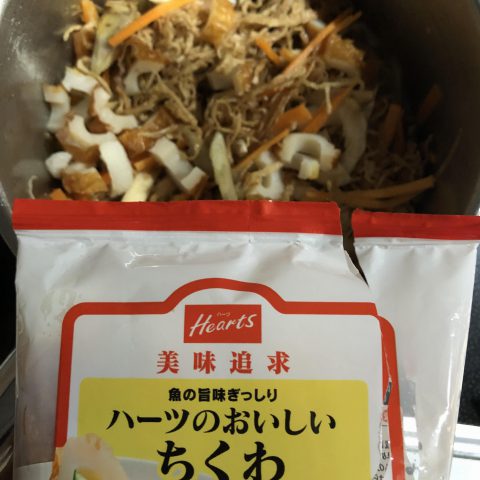 ハーツ
Hearts
美味追求
魚の旨味ぎっしり
ハーツのおいしい
ちくわ